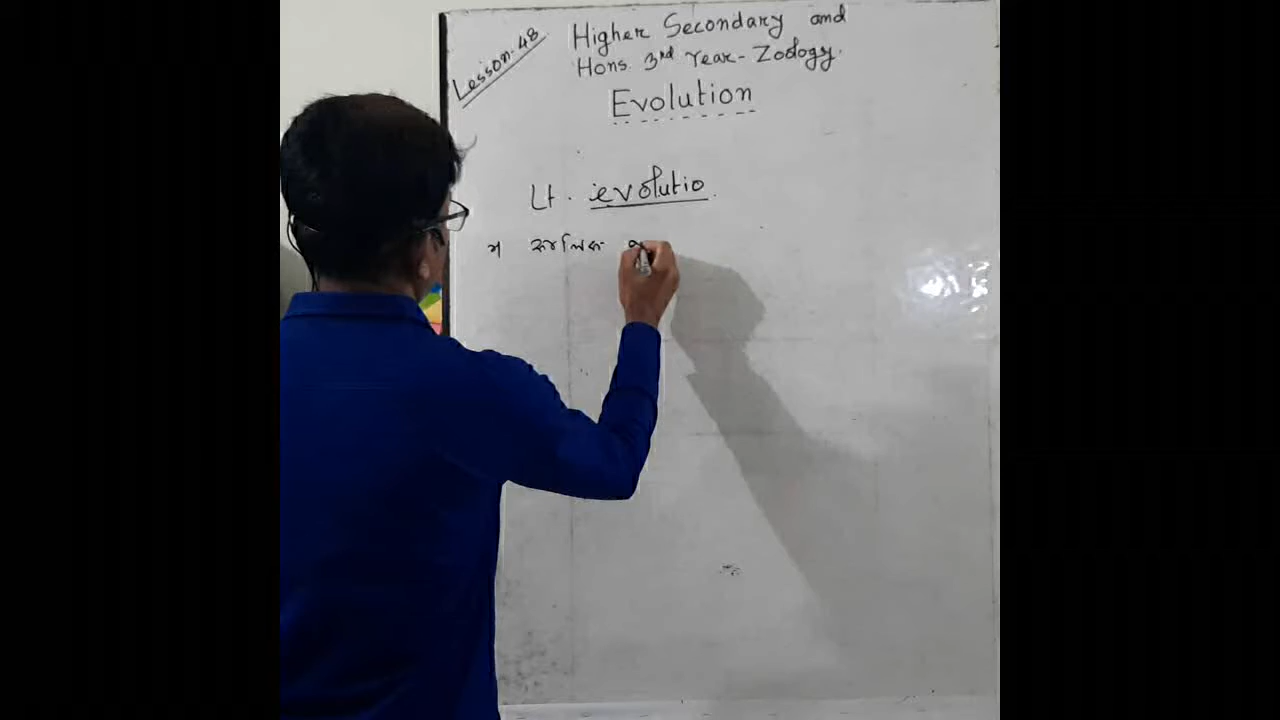 Lesson-48
Higher Secondary and
Hons. 3rd Year - Zoology.
Evolution
Lt. evolutio